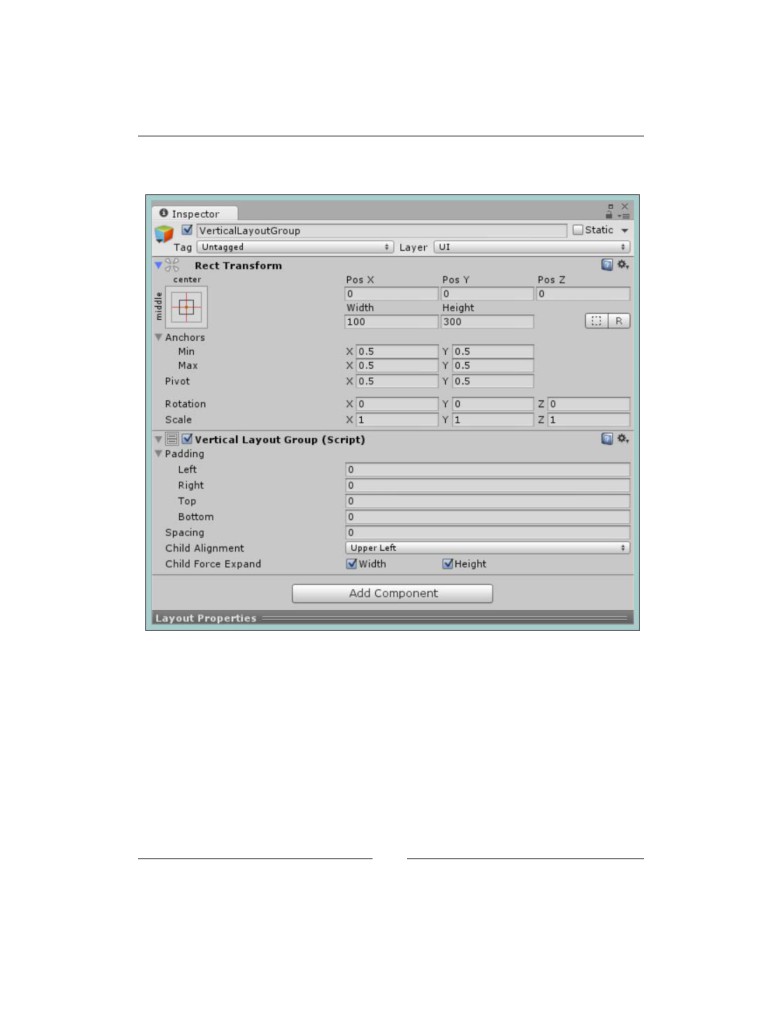 Inspector
VerticalLayoutGroup Static
Tag Untagged Layer UI
Rect Transform
center Pos X Pos Y Pos Z
middle 0 0 0
Width Height
100 300 R
Anchors
Min X 0.5 Y 0.5
Max X 0.5 Y 0.5
Pivot X 0.5 Y 0.5
Rotation X 0 Y 0 Z 0
Scale X 1 Y 1 Z 1
Vertical Layout Group (Script)
Padding
Left 0
Right 0
Top 0
Bottom 0
Spacing 0
Child Alignment Upper Left
Child Force Expand Width Height
Add Component
Layout Properties